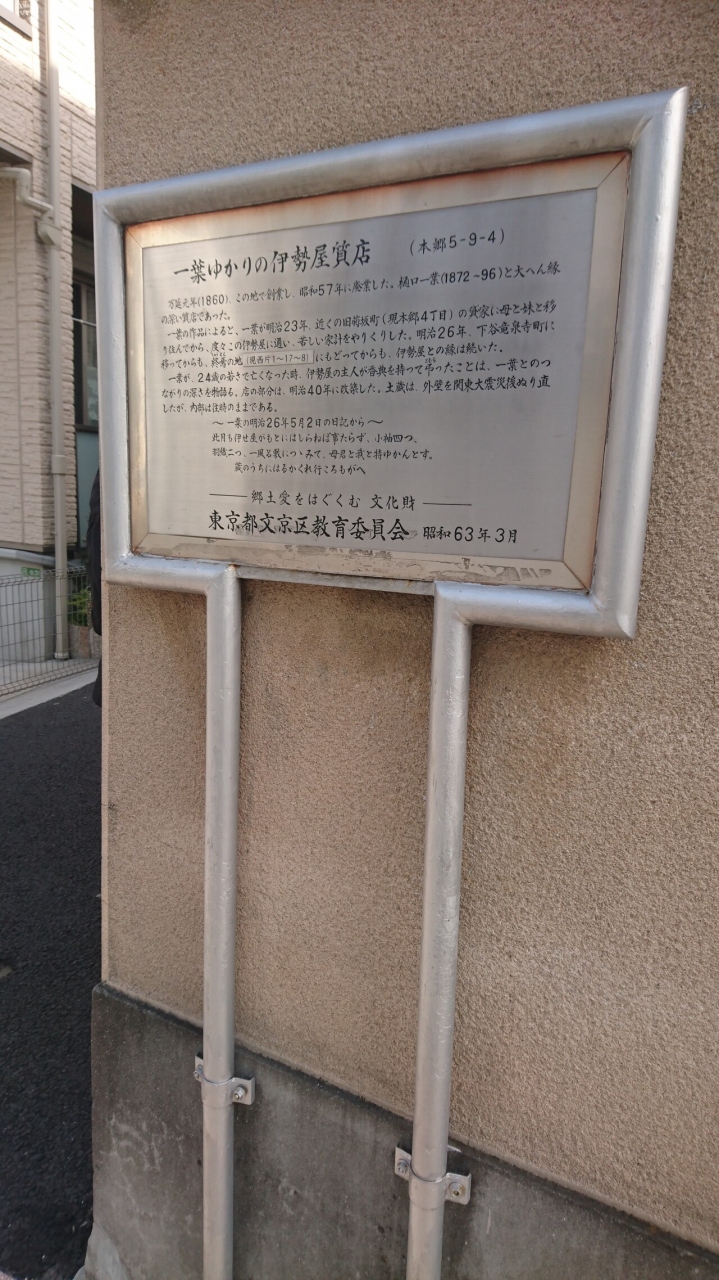 一葉ゆかりの伊勢屋質店 (本郷5-9-4)
万延元年(1860)、この地で創業し、昭和57年に廃業した。樋口一葉(1872~96)と大へん縁
の深い質店であった。
一葉の作品によると、一葉が明治23年、近くの旧菊坂町(現本郷4丁目)の貸家に母と妹と移
り住んでから、度々この伊勢屋に通い、苦しい家計をやりくりした。明治26年、下谷竜泉寺町に
移ってからも、終焉の地(現西片1~17~8)にもどってからも、伊勢屋との縁は続いた。
一葉が、24歳の若さで亡くなった時、伊勢屋の主人が香典を持って弔ったことは、一葉とのつ
ながりの深さを物語る。店の部分は、明治40年に改築した。土蔵は、外壁を関東大震災後ぬり直
したが、内部は往時のままである。
~一葉の明治26年5月2日の日記から~
此月も伊せ屋がもとにはしらねば事たらず、小袖四つ、
羽織二つ、一風呂敷につゝみて、母君と我と持ゆかんとす。
蔵のうちにはるかくれ行ころもがへ
郷土愛をはぐくむ 文化財
東京都文京区教育委員会 昭和63年3月